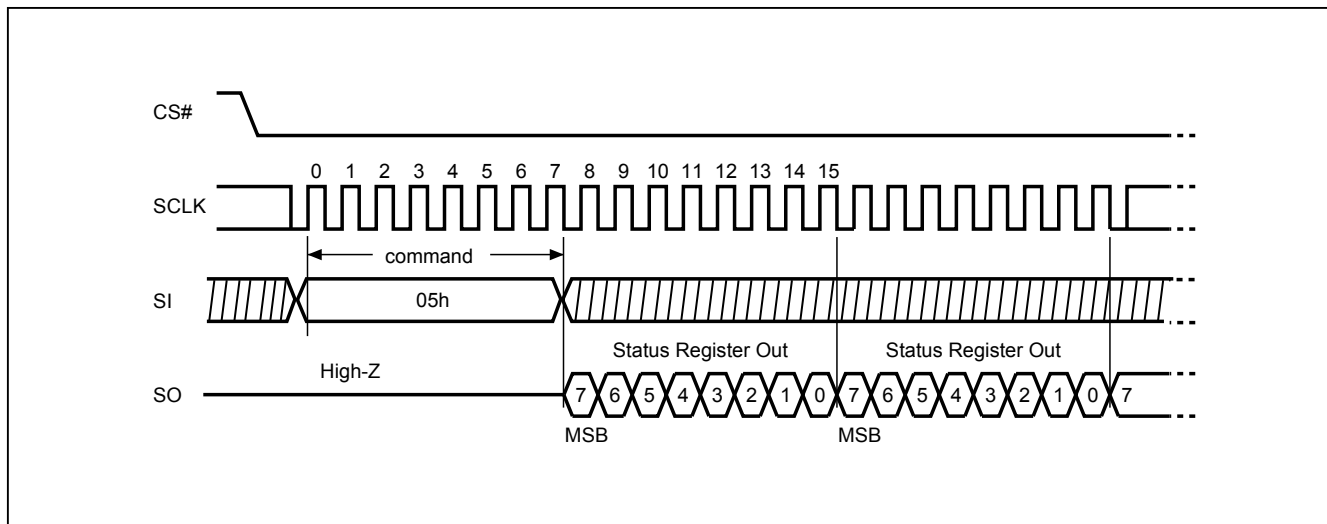 CS#
0 1 2 3 4 5 6 7 8 9 10 11 12 13 14 15
SCLK
command
SI
05h
Status Register Out Status Register Out
High-Z
SO
7 6 5 4 3 2 1 0 7 6 5 4 3 2 1 0 7
MSB MSB